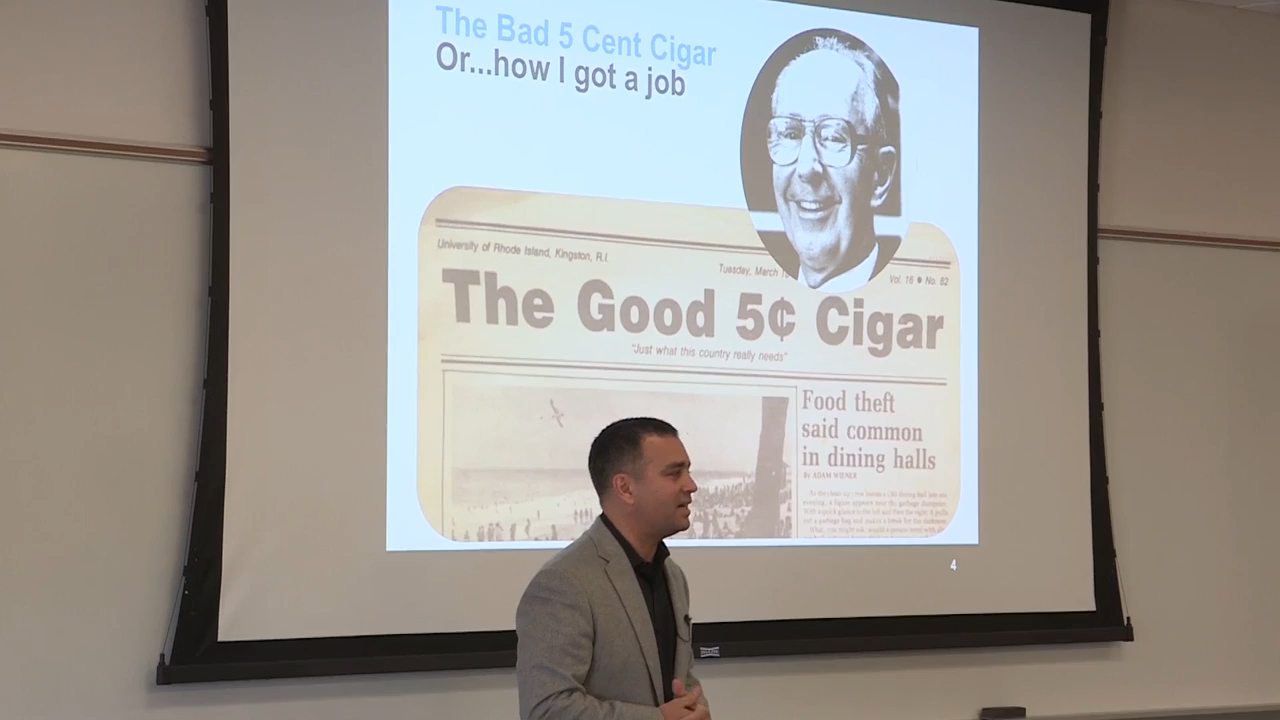 The Bad 5 Cent Cigar
Or...how I got a job
University of Rhode Island, Kingston, R.I.
Tuesday, March
Vol. 16 • No. 62
The Good 5¢ Cigar
"Just what this country really needs"
Food theft
said common
in dining halls
By ADAM WIENER
4